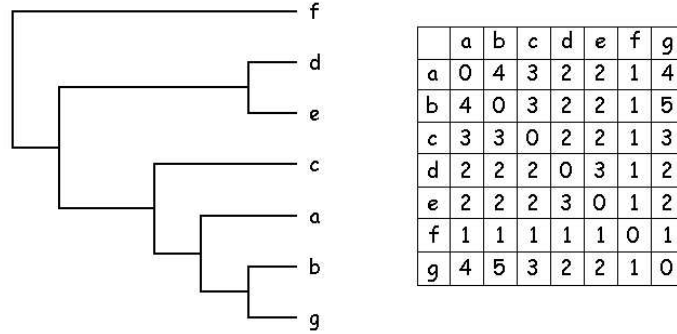 f
d
e
c
a
b
g
a b c d e f g
a 0 4 3 2 2 1 4
b 4 0 3 2 2 1 5
c 3 3 0 2 2 1 3
d 2 2 2 0 3 1 2
e 2 2 2 3 0 1 2
f 1 1 1 1 1 0 1
g 4 5 3 2 2 1 0